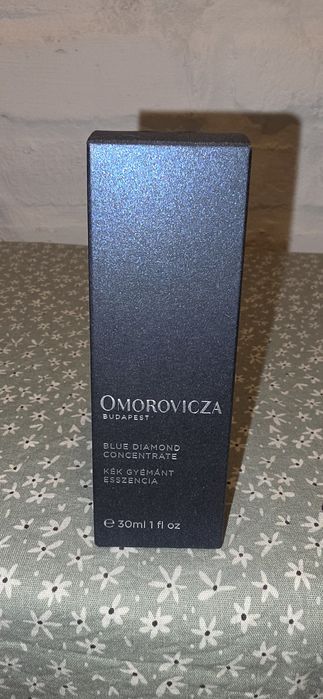 OMOROVICZA
BUDAPEST
BLUE DIAMOND
CONCENTRATE
KÉK GYÉMÁNT
ESSZENCIA
℮ 30ml 1 fl oz